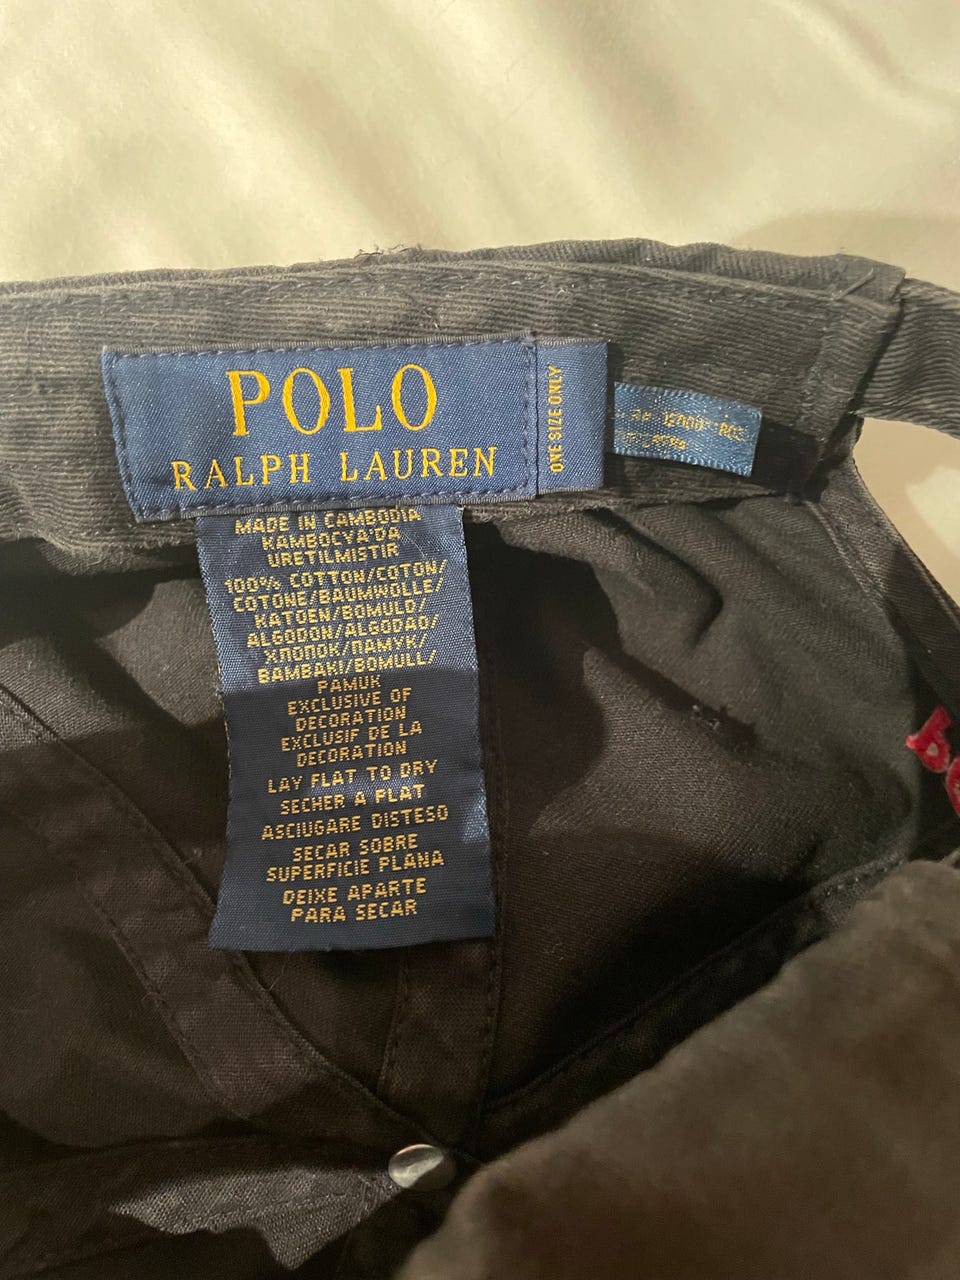 POLO
RALPH LAUREN
ONE SIZE ONLY
MADE IN CAMBODIA
KAMBOCYA'DA
URETILMISTIR
100% COTTON/COTON/
COTONE/BAUMWOLLE/
KATOEN/BOMULD/
ALGODON/ALGODAO/
ХЛОПОК/ПАМУК/
BAMBAKI/BOMULL/
PAMUK
EXCLUSIVE OF
DECORATION
EXCLUSIF DE LA
DECORATION
LAY FLAT TO DRY
SECHER A PLAT
ASCIUGARE DISTESO
SECAR SOBRE
SUPERFICIE PLANA
DEIXE APARTE
PARA SECAR